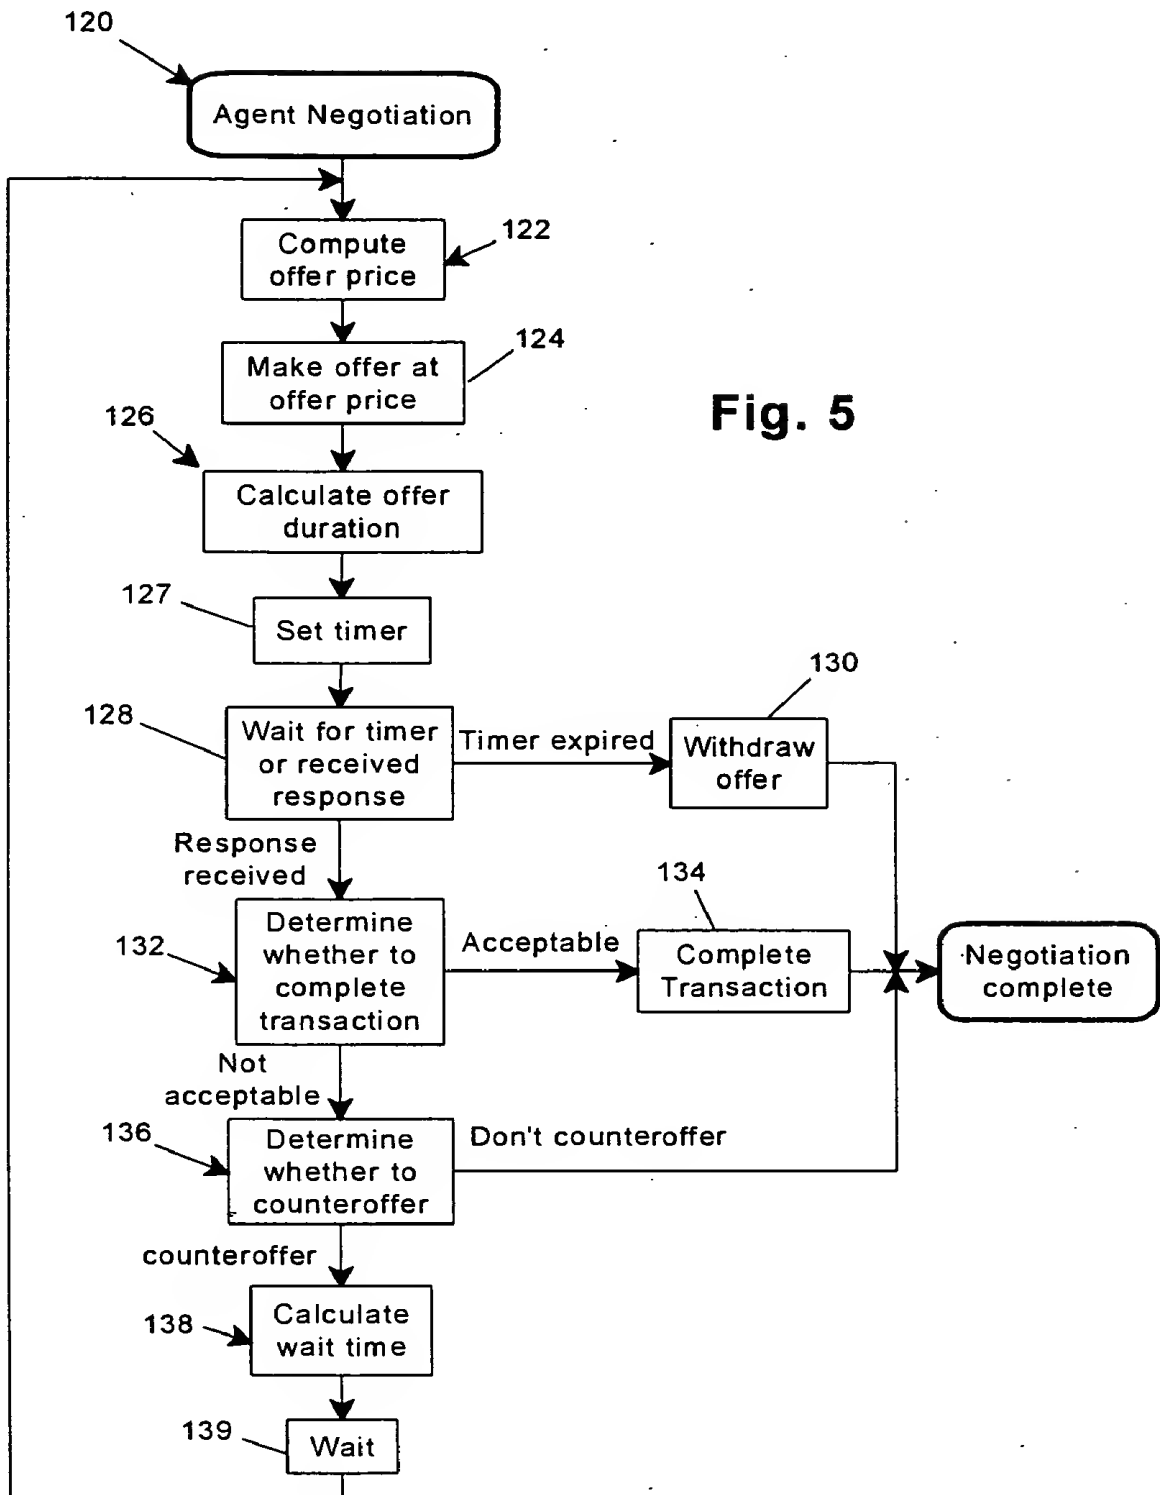 120
Agent Negotiation
122
Compute
offer price
124
Make offer at
offer price
Fig. 5
126
Calculate offer
duration
127
Set timer
130
128
Wait for timer
or received
response
Timer expired
Withdraw
offer
Response
received
134
132
Determine
whether to
complete
transaction
Acceptable
Complete
Transaction
Negotiation
complete
Not
acceptable
136
Determine
whether to
counteroffer
Don't counteroffer
counteroffer
138
Calculate
wait time
139
Wait